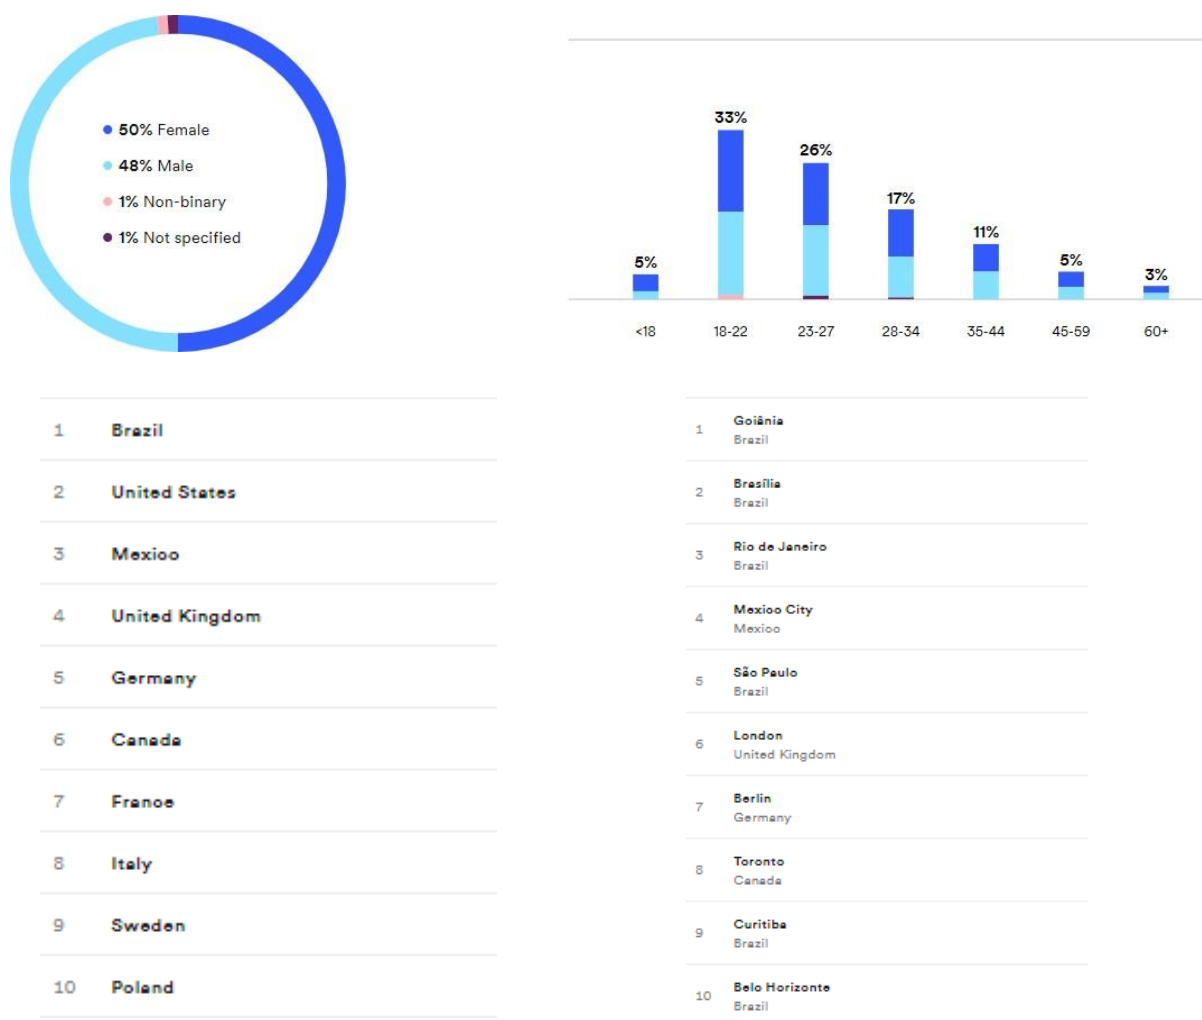 50% Female
48% Male
1% Non-binary
1% Not specified
33%
26%
17%
11%
5%
5%
3%
<18 18-22 23-27 28-34 35-44 45-59 60+
1 Brazil
2 United States
3 Mexico
4 United Kingdom
5 Germany
6 Canada
7 France
8 Italy
9 Sweden
10 Poland
1 Goiânia
Brazil
2 Brasília
Brazil
3 Rio de Janeiro
Brazil
4 Mexico City
Mexico
5 São Paulo
Brazil
6 London
United Kingdom
7 Berlin
Germany
8 Toronto
Canada
9 Curitiba
Brazil
10 Belo Horizonte
Brazil